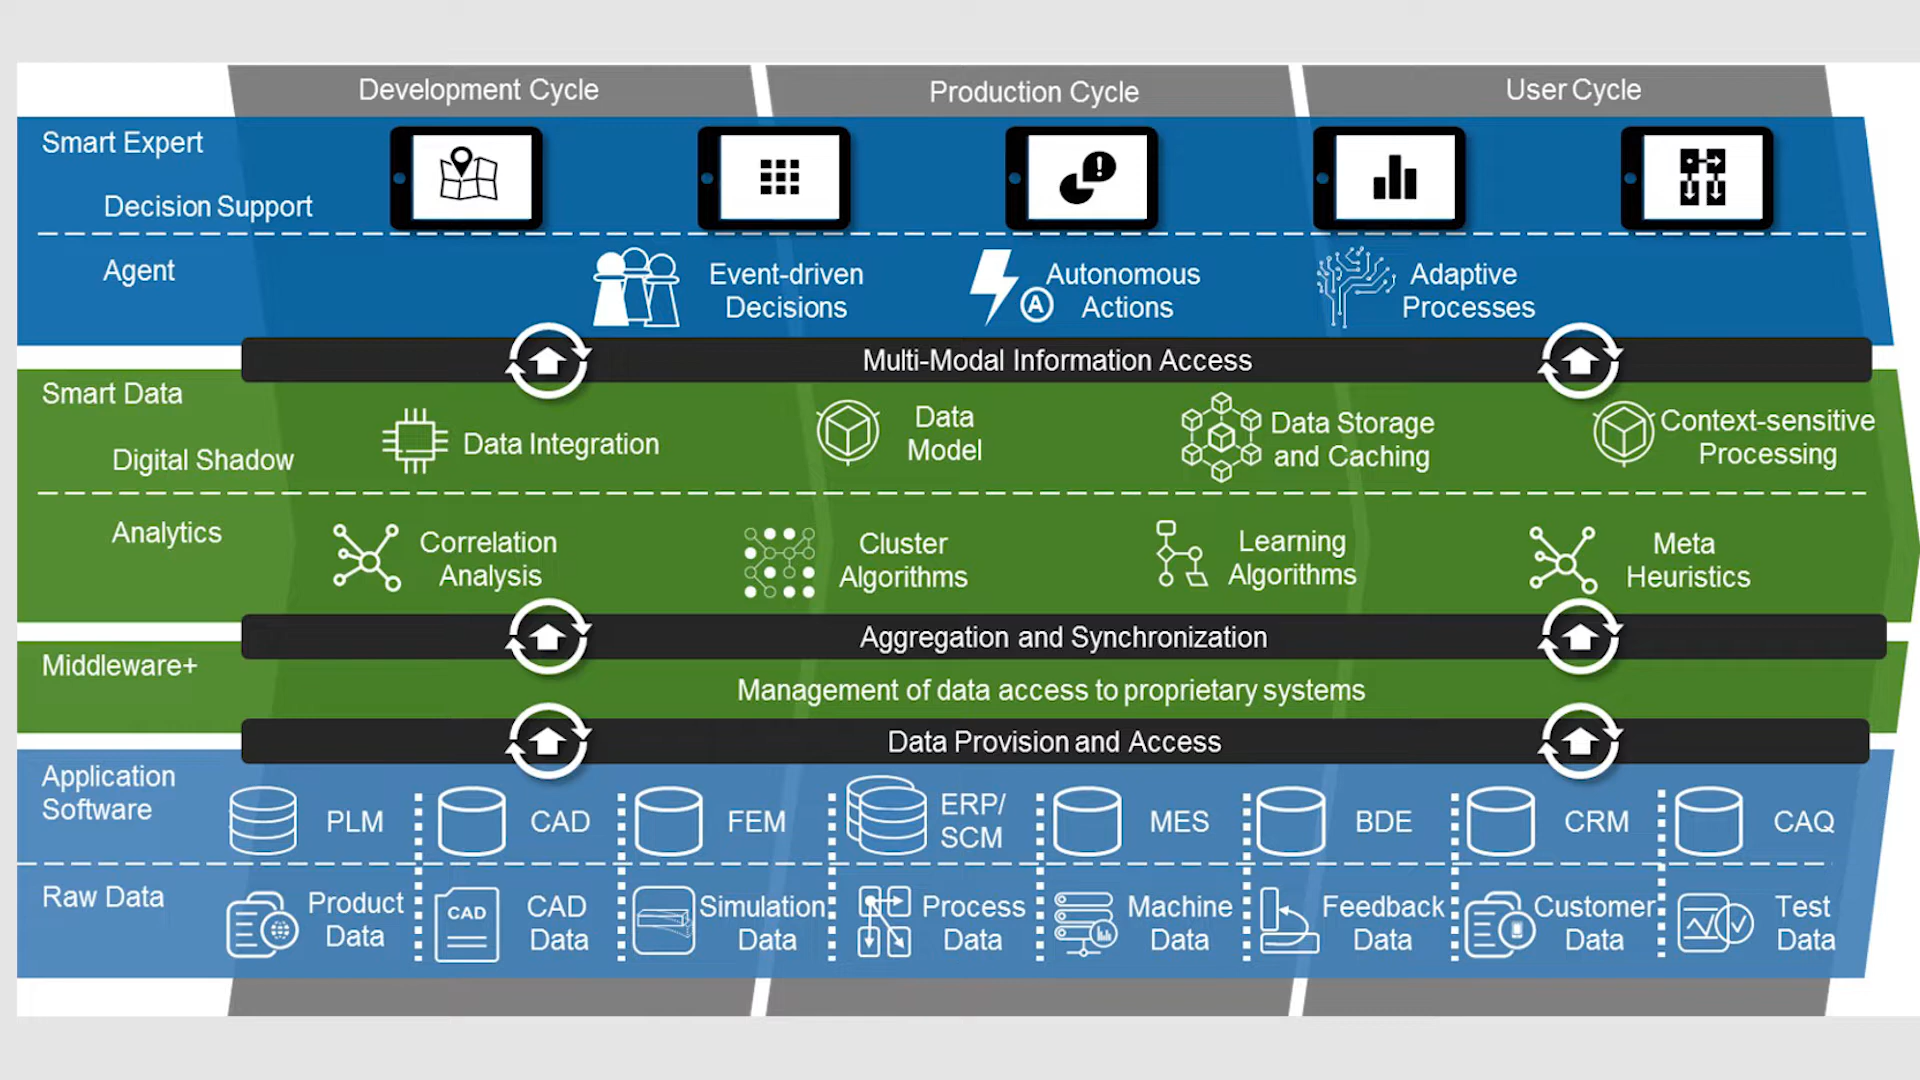 Development Cycle
Production Cycle
User Cycle
Smart Expert
Decision Support
Agent
Event-driven
Decisions
A
Autonomous
Actions
Adaptive
Processes
Multi-Modal Information Access
Smart Data
Digital Shadow
Data Integration
Data
Model
Data Storage
and Caching
Context-sensitive
Processing
Analytics
Correlation
Analysis
Cluster
Algorithms
Learning
Algorithms
Meta
Heuristics
Aggregation and Synchronization
Middleware+
Management of data access to proprietary systems
Data Provision and Access
Application
Software
PLM
CAD
FEM
ERP/
SCM
MES
BDE
CRM
CAQ
Raw Data
Product
Data
CAD
CAD
Data
Simulation
Data
Process
Data
Machine
Data
Feedback
Data
Customer
Data
Test
Data